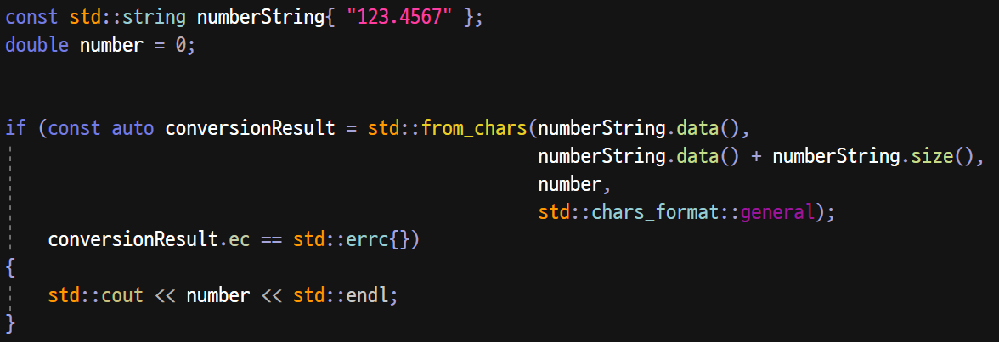 const std::string numberString{ "123.4567" };
double number = 0;
if (const auto conversionResult = std::from_chars(numberString.data(),
numberString.data() + numberString.size(),
number,
std::chars_format::general);
conversionResult.ec == std::errc{})
{
std::cout << number << std::endl;
}